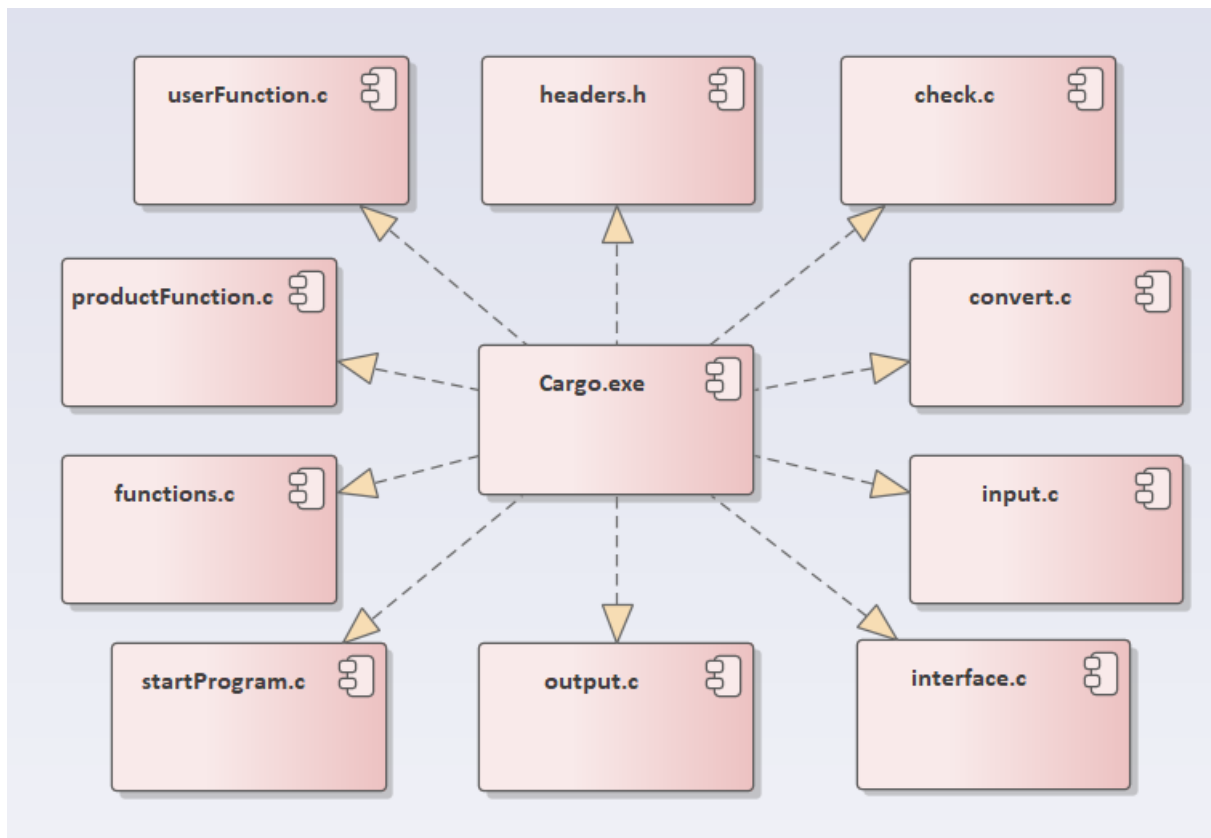 userFunction.c
headers.h
check.c
productFunction.c
convert.c
Cargo.exe
functions.c
input.c
startProgram.c
output.c
interface.c